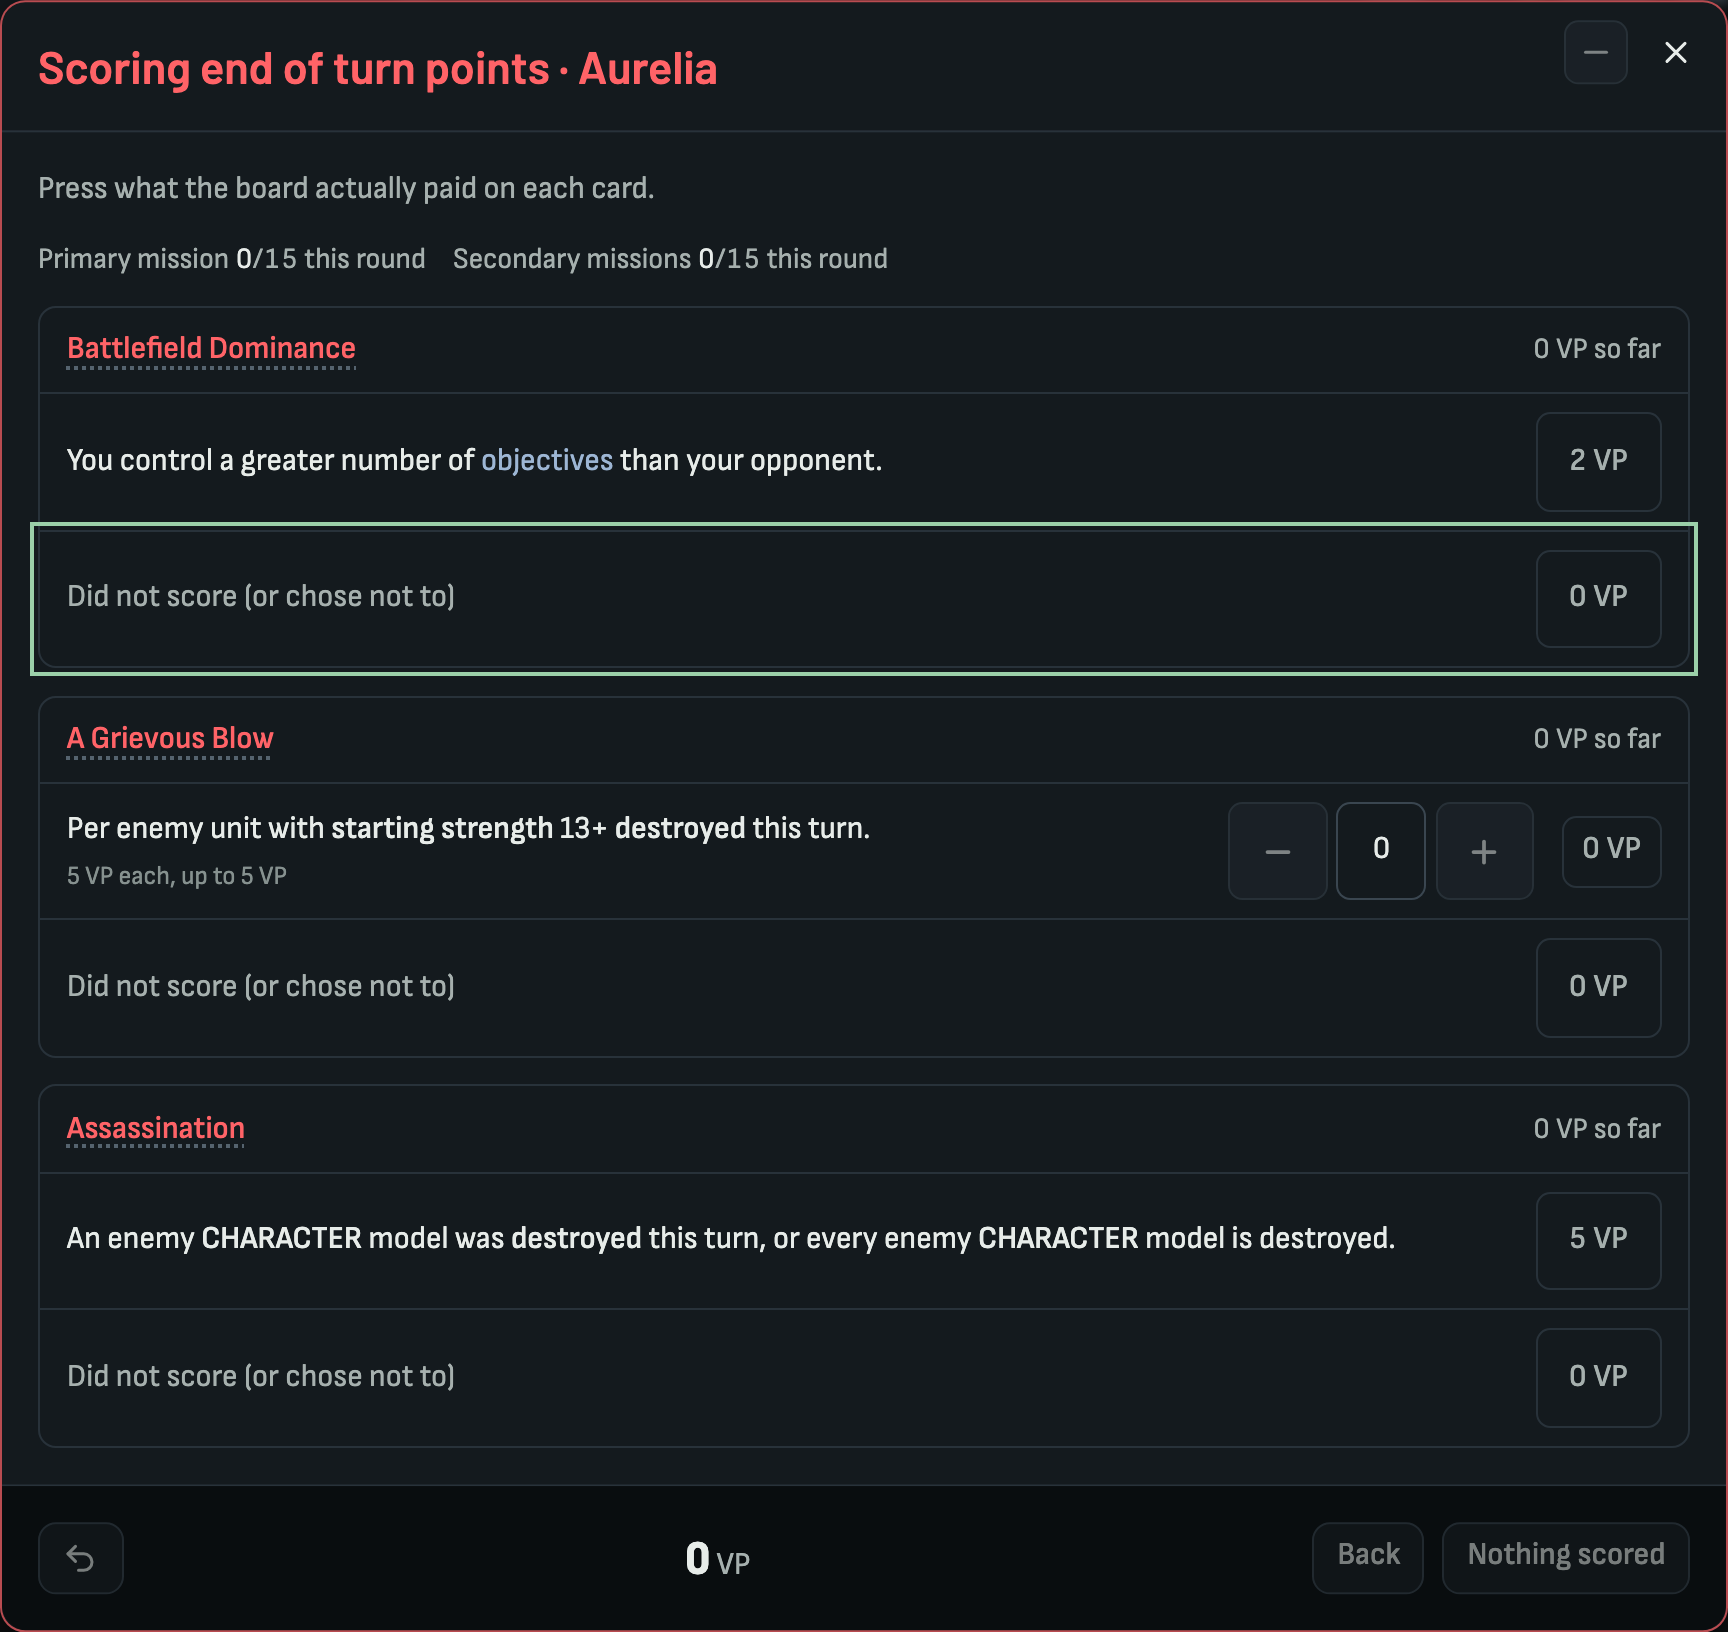 Scoring end of turn points · Aurelia
Press what the board actually paid on each card.
Primary mission 0/15 this round Secondary missions 0/15 this round
Battlefield Dominance 0 VP so far
You control a greater number of objectives than your opponent. 2 VP
Did not score (or chose not to) 0 VP
A Grievous Blow 0 VP so far
Per enemy unit with starting strength 13+ destroyed this turn.
5 VP each, up to 5 VP
− 0 + 0 VP
Did not score (or chose not to) 0 VP
Assassination 0 VP so far
An enemy CHARACTER model was destroyed this turn, or every enemy CHARACTER model is destroyed. 5 VP
Did not score (or chose not to) 0 VP
0 VP
Back Nothing scored